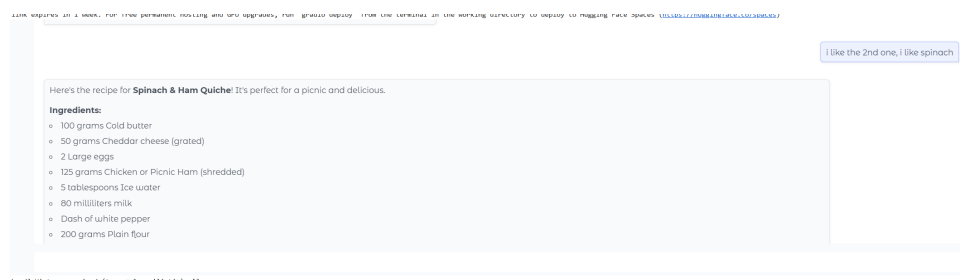 link expires in 1 week. For free permanent hosting and GPU upgrades, run `gradio deploy` from the terminal in the working directory to deploy to Hugging Face Spaces (https://huggingface.co/spaces)
i like the 2nd one, i like spinach
Here's the recipe for Spinach & Ham Quiche! It's perfect for a picnic and delicious.
Ingredients:
100 grams Cold butter
50 grams Cheddar cheese (grated)
2 Large eggs
125 grams Chicken or Picnic Ham (shredded)
5 tablespoons Ice water
80 milliliters milk
Dash of white pepper
200 grams Plain flour